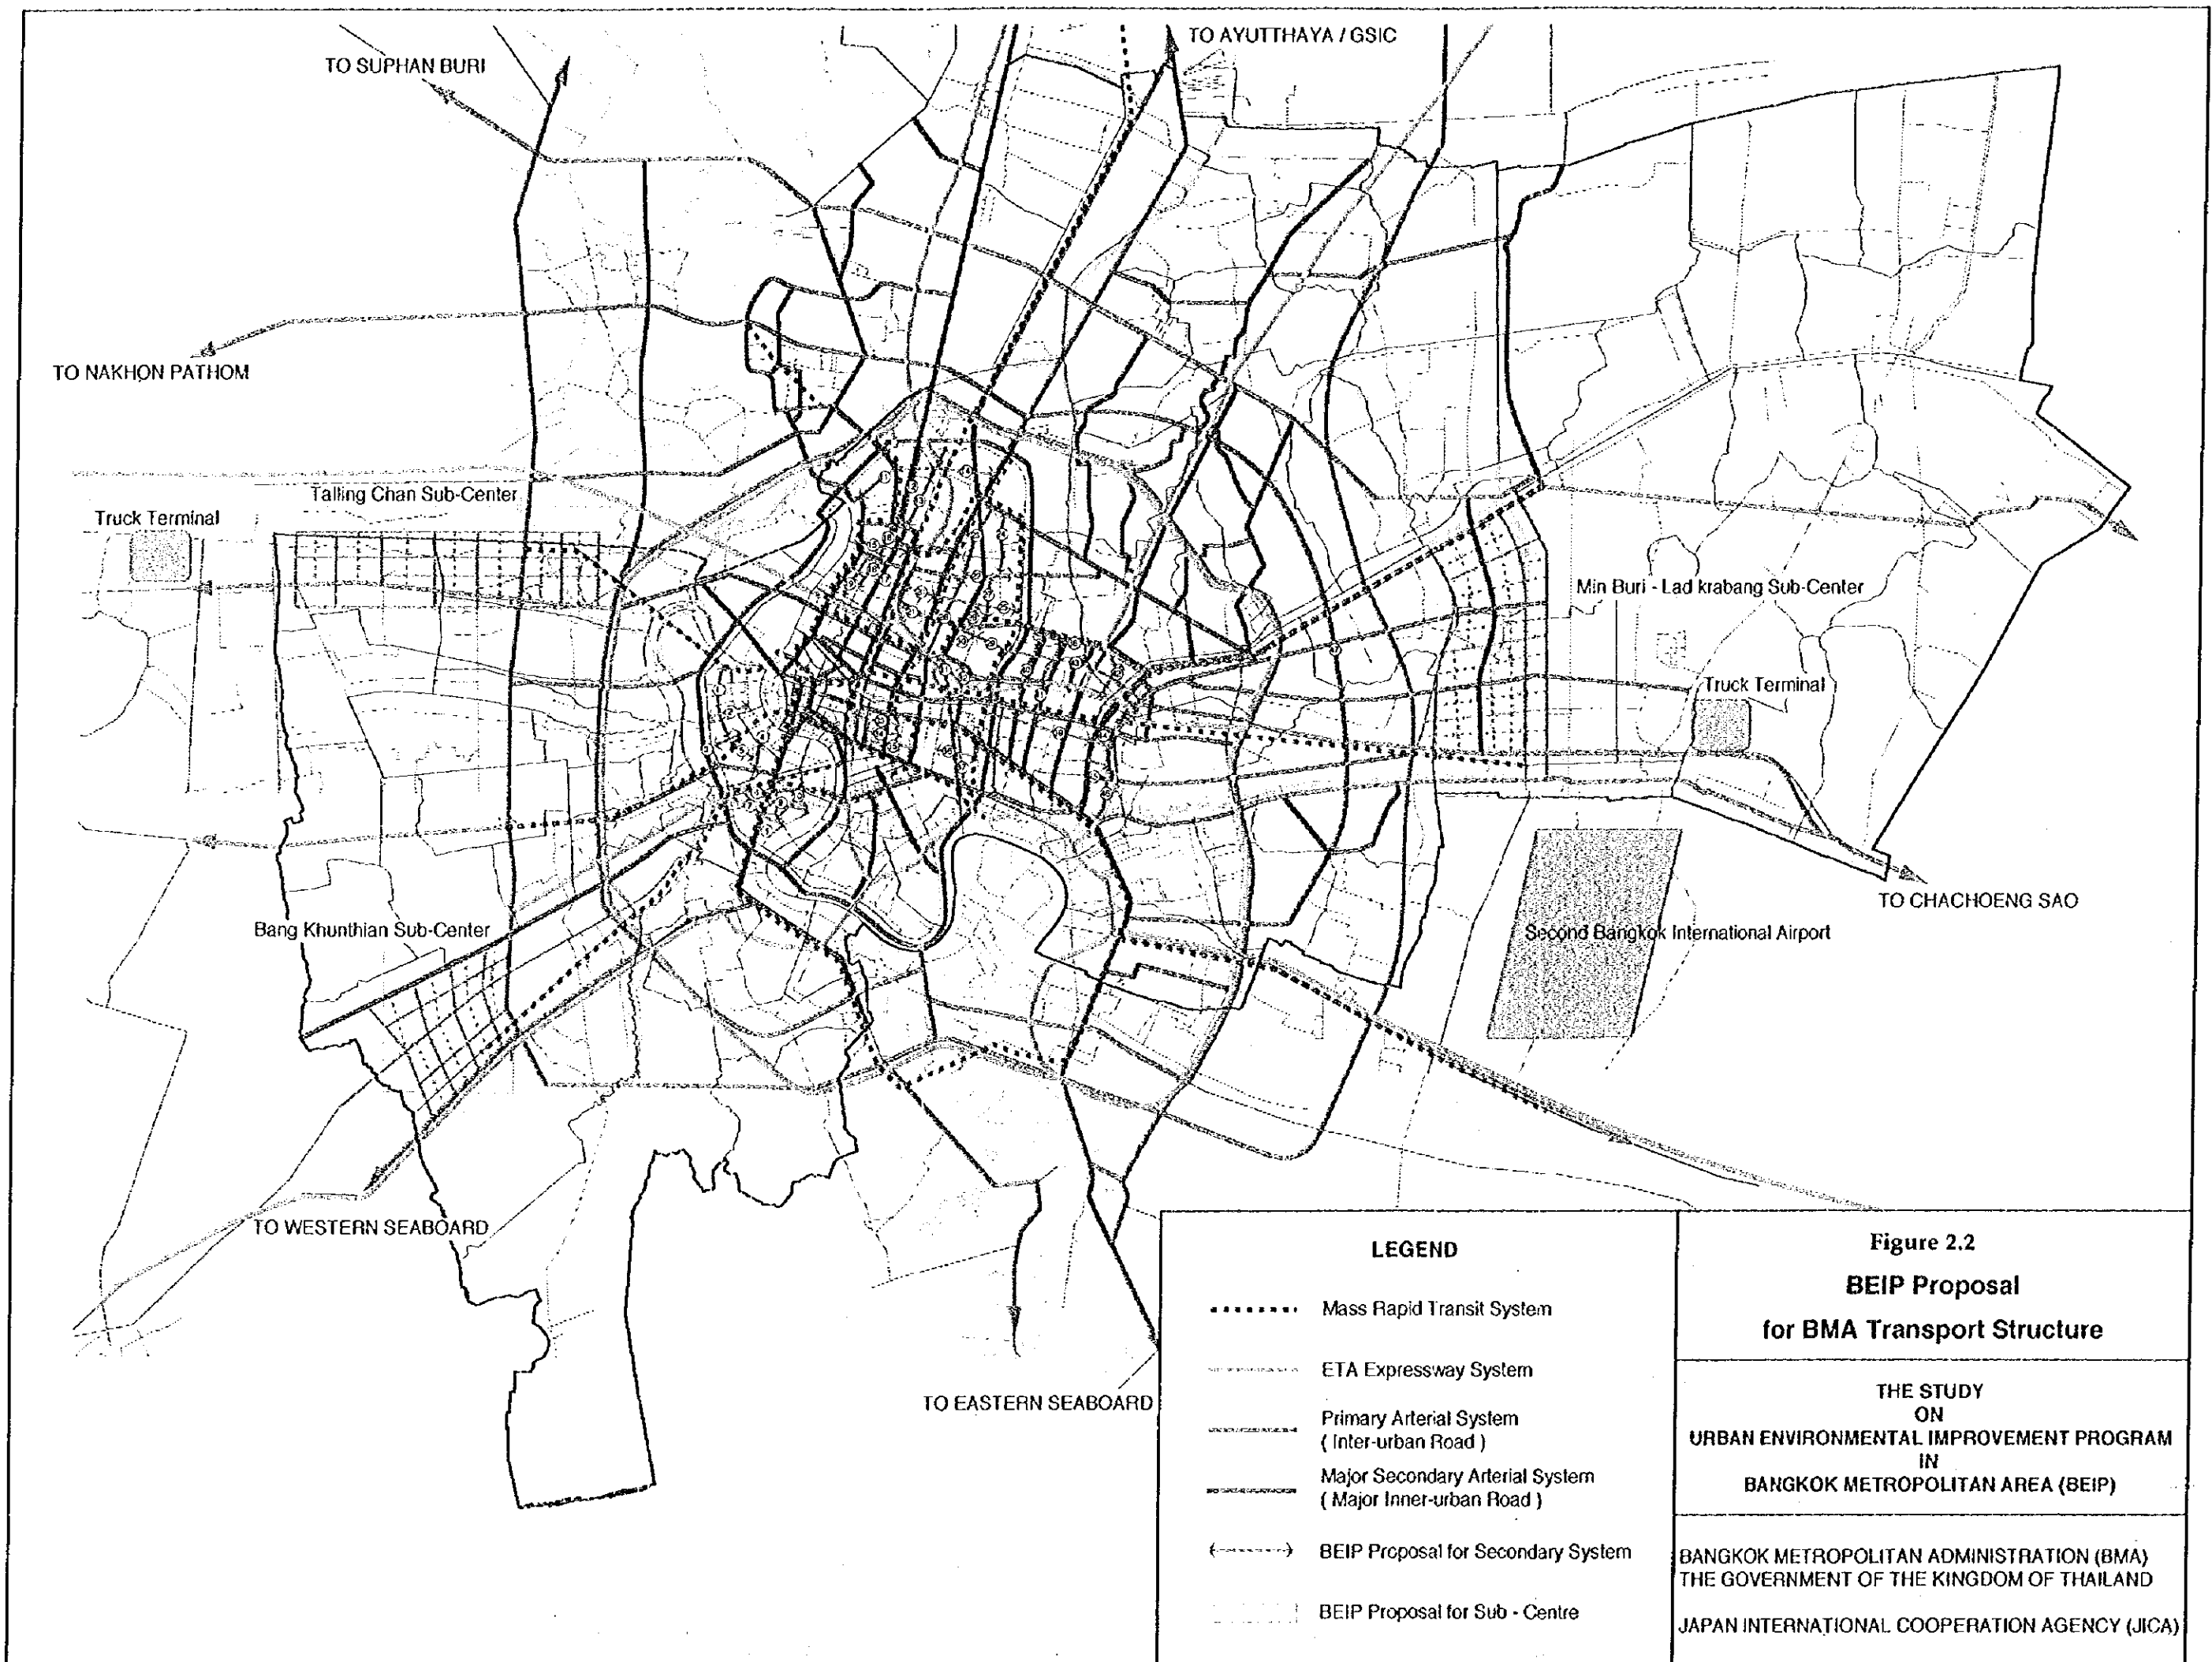 TO AYUTTHAYA / GSIC
TO SUPHAN BURI
TO NAKHON PATHOM
Talling Chan Sub-Center
Truck Terminal
Min Buri - Lad krabang Sub-Center
Truck Terminal
TO CHACHOENG SAO
Bang Khunthian Sub-Center
Second Bangkok International Airport
TO WESTERN SEABOARD
TO EASTERN SEABOARD
LEGEND
Mass Rapid Transit System
ETA Expressway System
Primary Arterial System
( Inter-urban Road )
Major Secondary Arterial System
( Major Inner-urban Road )
BEIP Proposal for Secondary System
BEIP Proposal for Sub - Centre
Figure 2.2
BEIP Proposal
for BMA Transport Structure
THE STUDY
ON
URBAN ENVIRONMENTAL IMPROVEMENT PROGRAM
IN
BANGKOK METROPOLITAN AREA (BEIP)
BANGKOK METROPOLITAN ADMINISTRATION (BMA)
THE GOVERNMENT OF THE KINGDOM OF THAILAND
JAPAN INTERNATIONAL COOPERATION AGENCY (JICA)